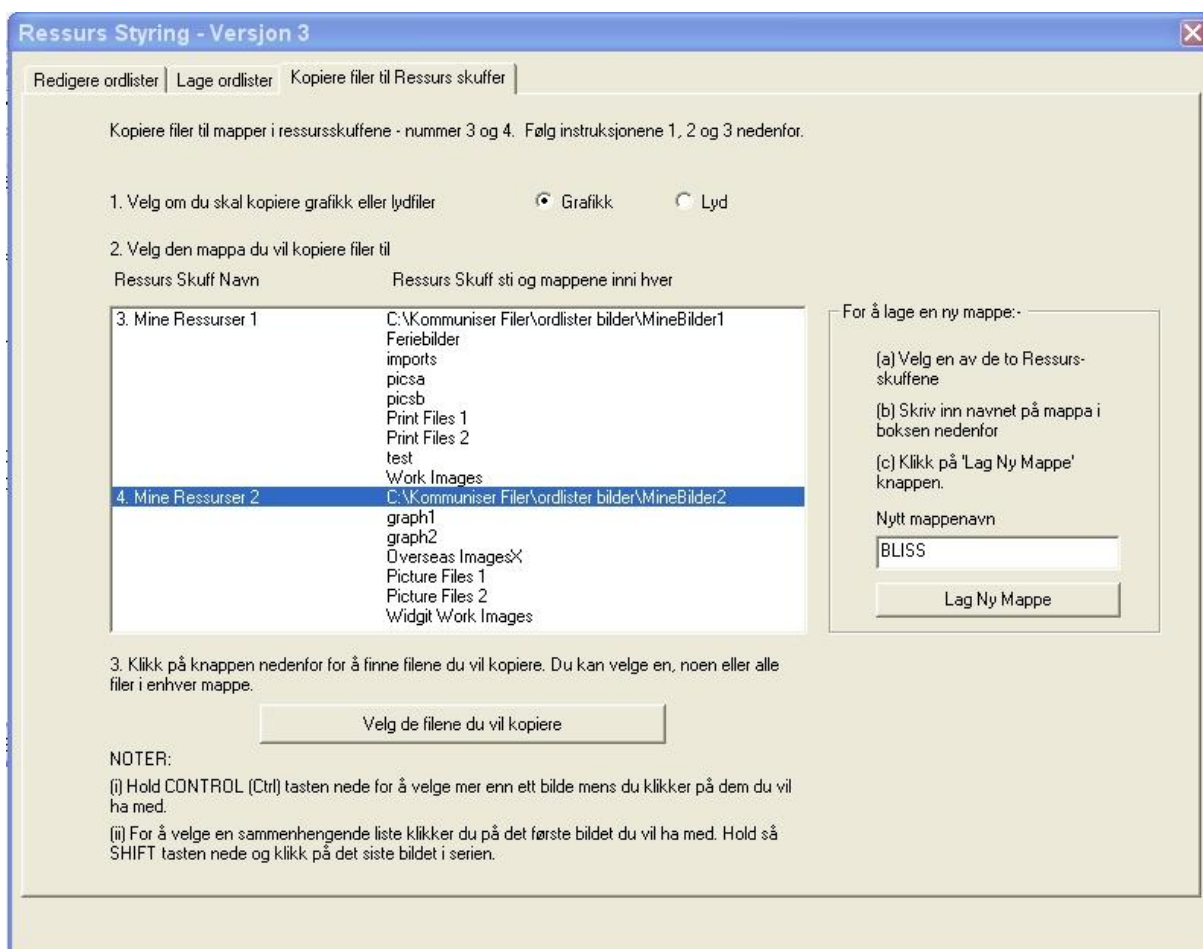 Ressurs Styring - Versjon 3
Redigere ordlister Lage ordlister Kopiere filer til Ressurs skuffer
Kopiere filer til mapper i ressursskuffene - nummer 3 og 4. Følg instruksjonene 1, 2 og 3 nedenfor.
1. Velg om du skal kopiere grafikk eller lydfiler Grafikk Lyd
2. Velg den mappa du vil kopiere filer til
Ressurs Skuff Navn Ressurs Skuff sti og mappene inni hver
3. Mine Ressurser 1 C:\Kommuniser Filer\ordlister bilder\MineBilder1
Feriebilder
imports
picsa
picsb
Print Files 1
Print Files 2
test
Work Images
4. Mine Ressurser 2 C:\Kommuniser Filer\ordlister bilder\MineBilder2
graph1
graph2
Overseas ImagesX
Picture Files 1
Picture Files 2
Widgit Work Images
For å lage en ny mappe:-
(a) Velg en av de to Ressurs-
skuffene
(b) Skriv inn navnet på mappa i
boksen nedenfor
(c) Klikk på 'Lag Ny Mappe'
knappen.
Nytt mappenavn
BLISS
Lag Ny Mappe
3. Klikk på knappen nedenfor for å finne filene du vil kopiere. Du kan velge en, noen eller alle
filer i enhver mappe.
Velg de filene du vil kopiere
NOTER:
(i) Hold CONTROL (Ctrl) tasten nede for å velge mer enn ett bilde mens du klikker på dem du vil
ha med.
(ii) For å velge en sammenhengende liste klikker du på det første bildet du vil ha med. Hold så
SHIFT tasten nede og klikk på det siste bildet i serien.